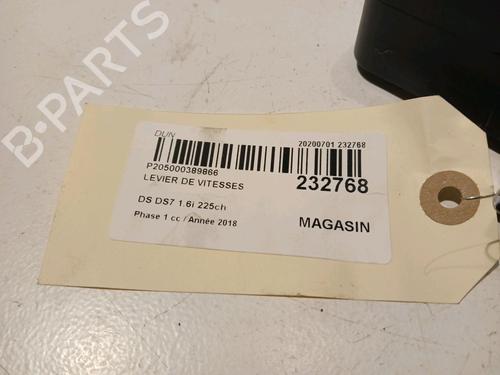 B-PARTS
DUN
20200701 232768
P205000389866
LEVIER DE VITESSES
232768
DS DS7 1.6i 225ch
Phase 1 cc / Année 2018
MAGASIN